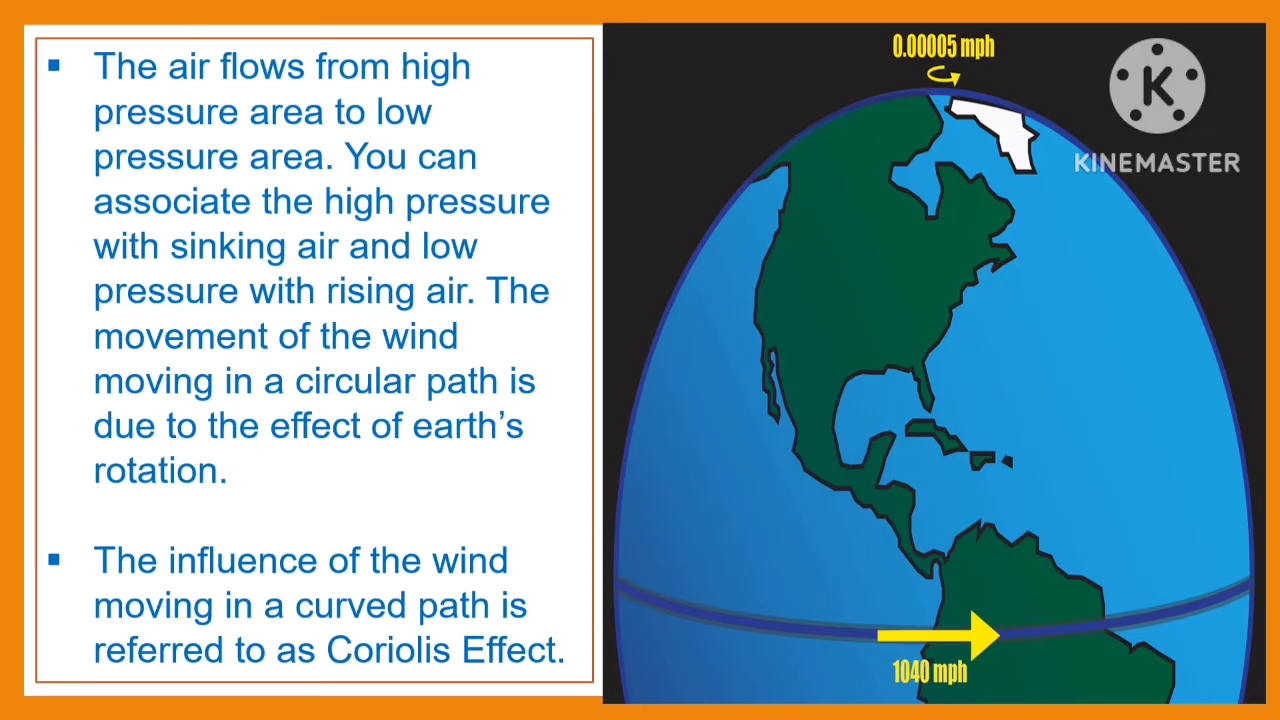 ▪ The air flows from high
pressure area to low
pressure area. You can
associate the high pressure
with sinking air and low
pressure with rising air. The
movement of the wind
moving in a circular path is
due to the effect of earth’s
rotation.
▪ The influence of the wind
moving in a curved path is
referred to as Coriolis Effect.
0.00005 mph
K
KINEMASTER
1040 mph